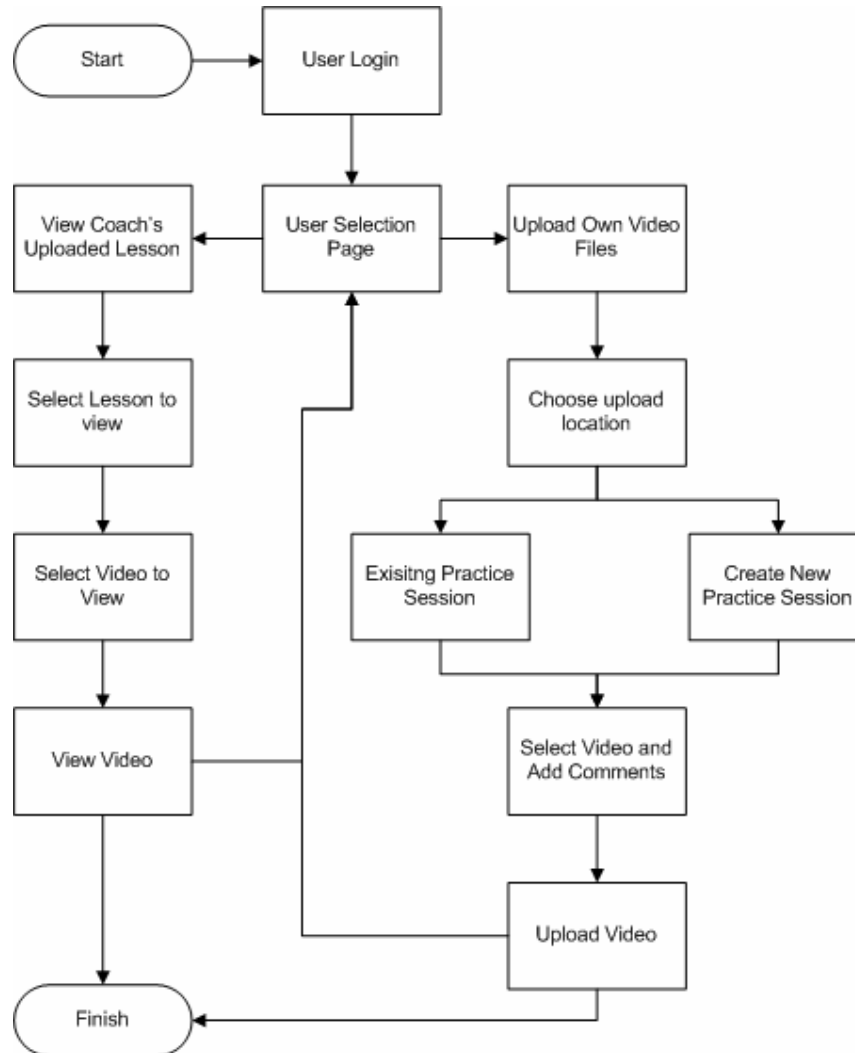 Start
User Login
View Coach's
Uploaded Lesson
User Selection
Page
Upload Own Video
Files
Select Lesson to
view
Choose upload
location
Select Video to
View
Exisitng Practice
Session
Create New
Practice Session
View Video
Select Video and
Add Comments
Upload Video
Finish